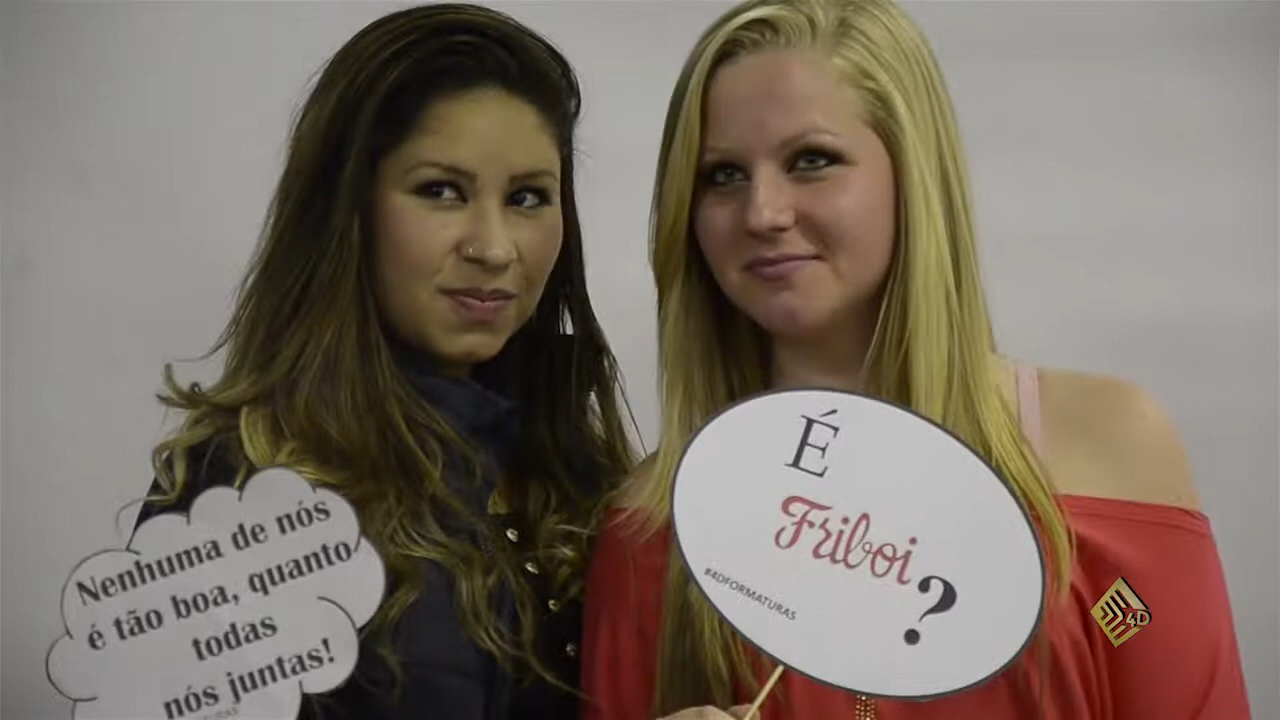 Nenhuma de nós
é tão boa, quanto
todas
nós juntas!
É
Friboi
?
#4DFORMATURAS
4D